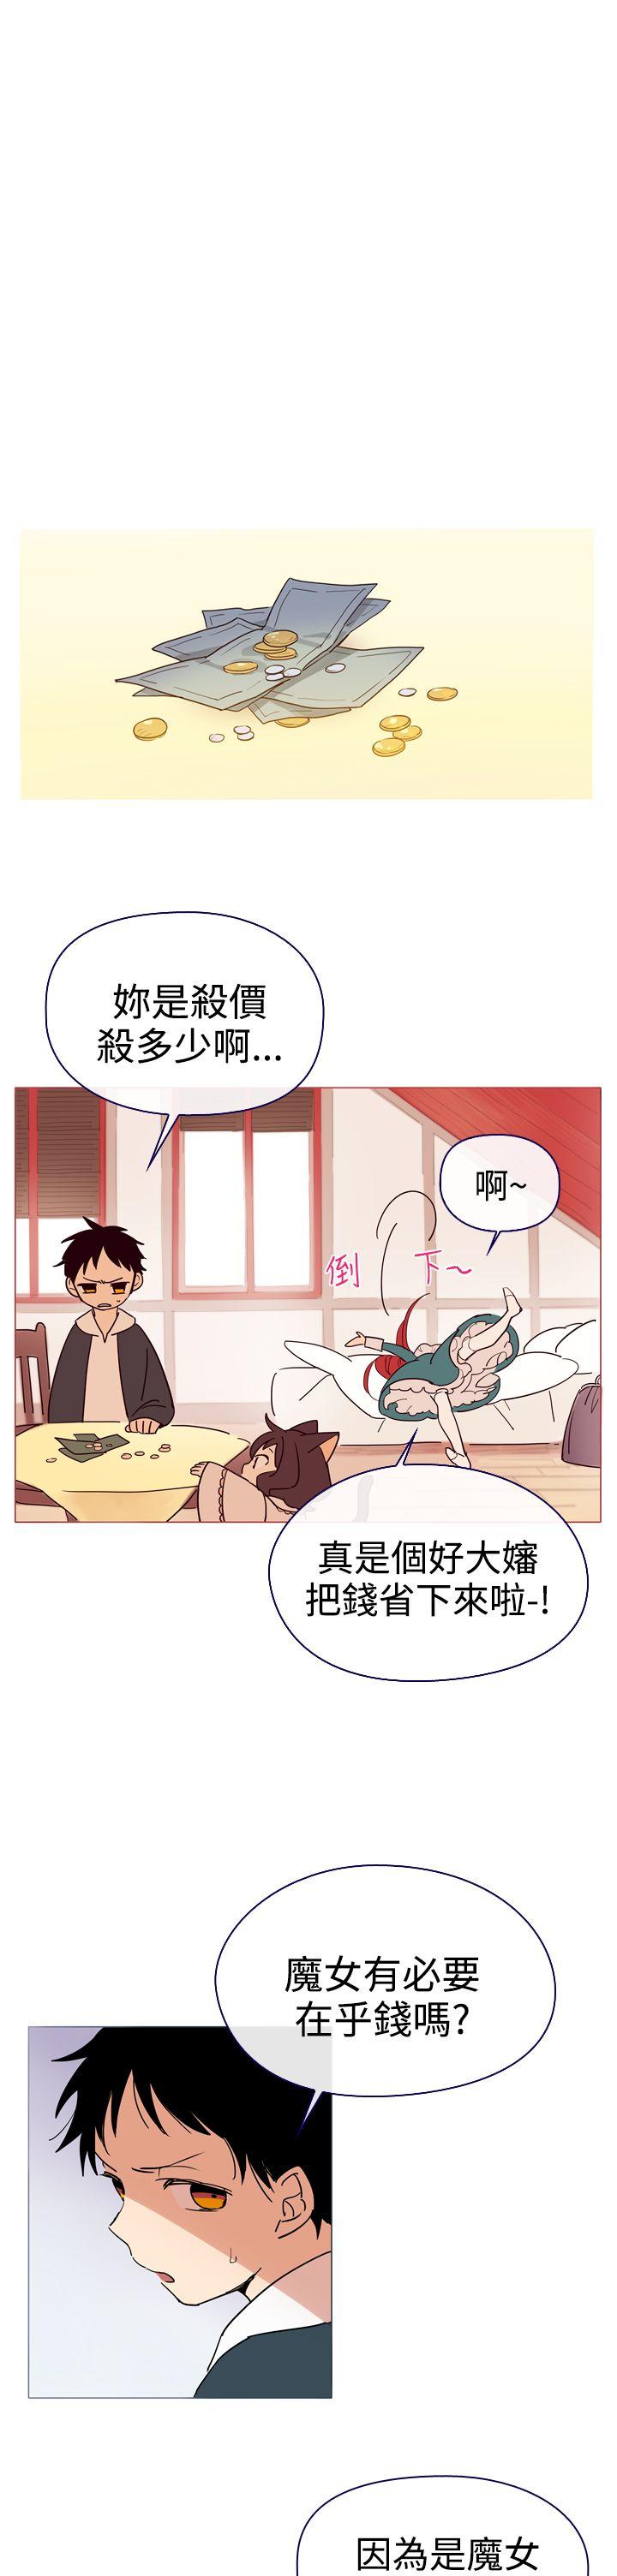 妳是殺價
殺多少啊...
啊~
倒 下~
真是個好大嬸
把錢省下來啦-!
魔女有必要
在乎錢嗎?
因為是魔女